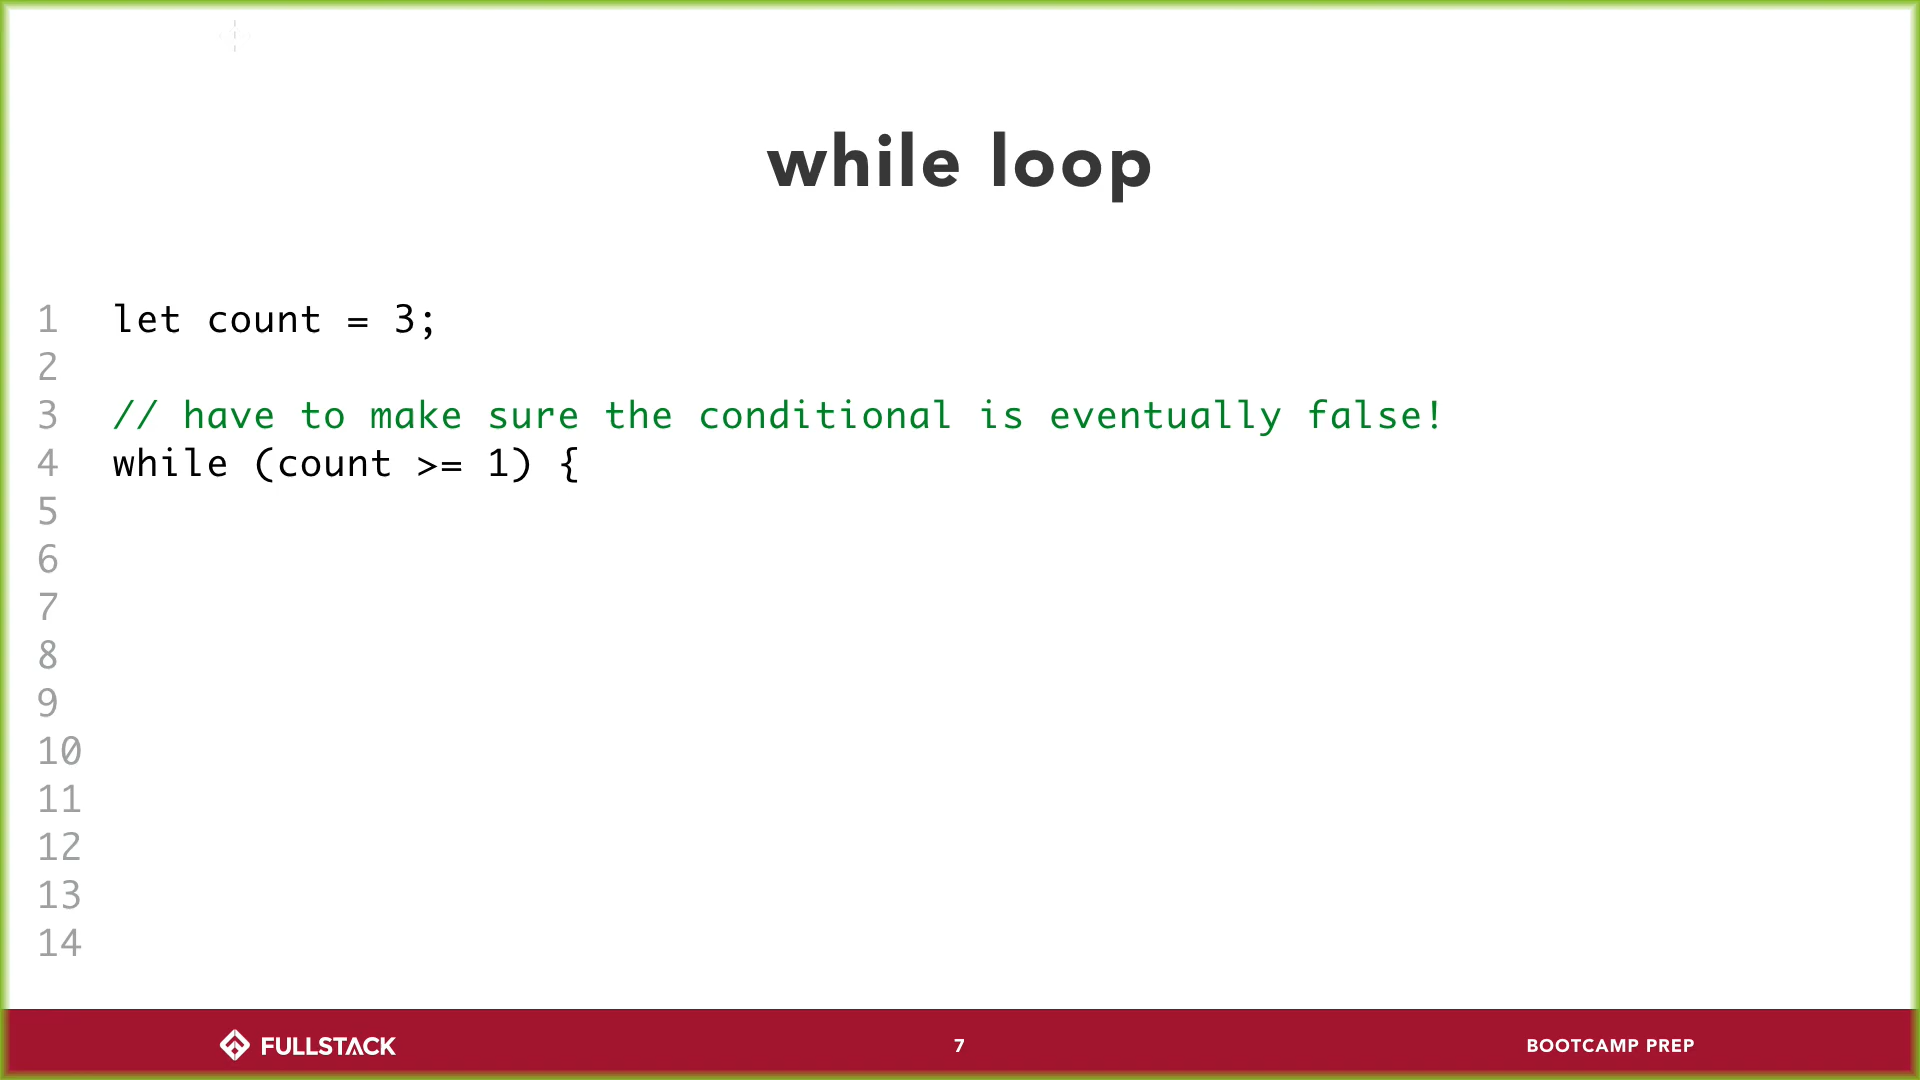 while loop
1 let count = 3;
2
3 // have to make sure the conditional is eventually false!
4 while (count >= 1) {
5
6
7
8
9
10
11
12
13
14
FULLSTACK 7 BOOTCAMP PREP